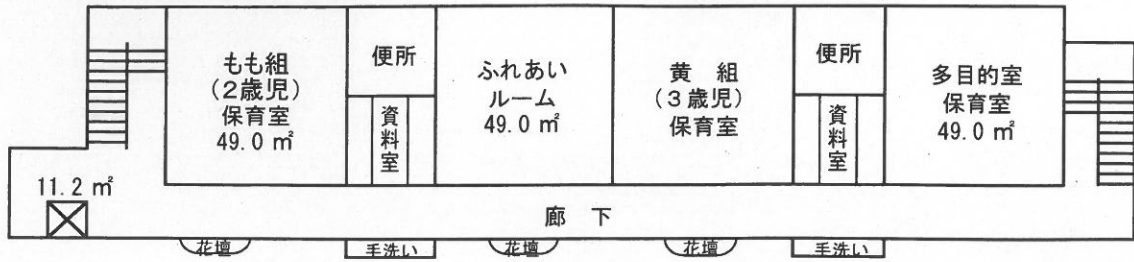 もも組
(2歳児)
保育室
49.0 ㎡
便所
資料室
ふれあい
ルーム
49.0 ㎡
黄 組
(3歳児)
保育室
便所
資料室
多目的室
保育室
49.0 ㎡
11.2 ㎡
廊 下
花壇
手洗い
花壇
花壇
手洗い